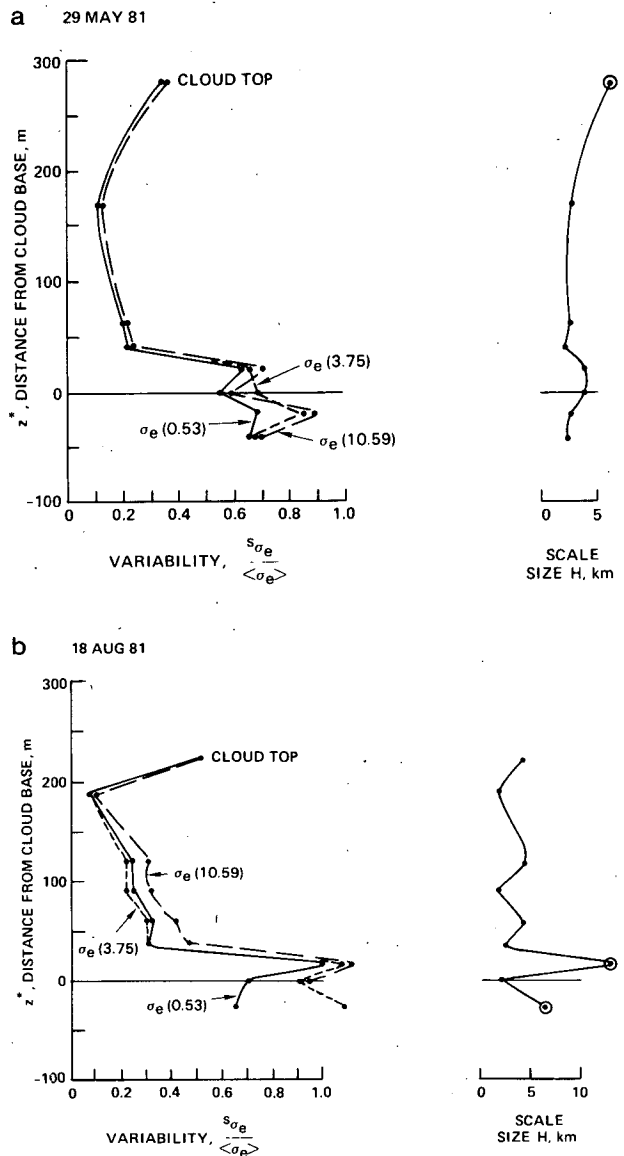 a 29 MAY 81
300
200
100
0
-100
z*, DISTANCE FROM CLOUD BASE, m
CLOUD TOP
σe (3.75)
σe (0.53)
σe (10.59)
0 0.2 0.4 0.6 0.8 1.0
VARIABILITY, sσe / <σe>
0 5
SCALE
SIZE H, km
b 18 AUG 81
300
200
100
0
-100
z*, DISTANCE FROM CLOUD BASE, m
CLOUD TOP
σe (10.59)
σe (3.75)
σe (0.53)
0 0.2 0.4 0.6 0.8 1.0
VARIABILITY, sσe / <σe>
0 5 10
SCALE
SIZE H, km